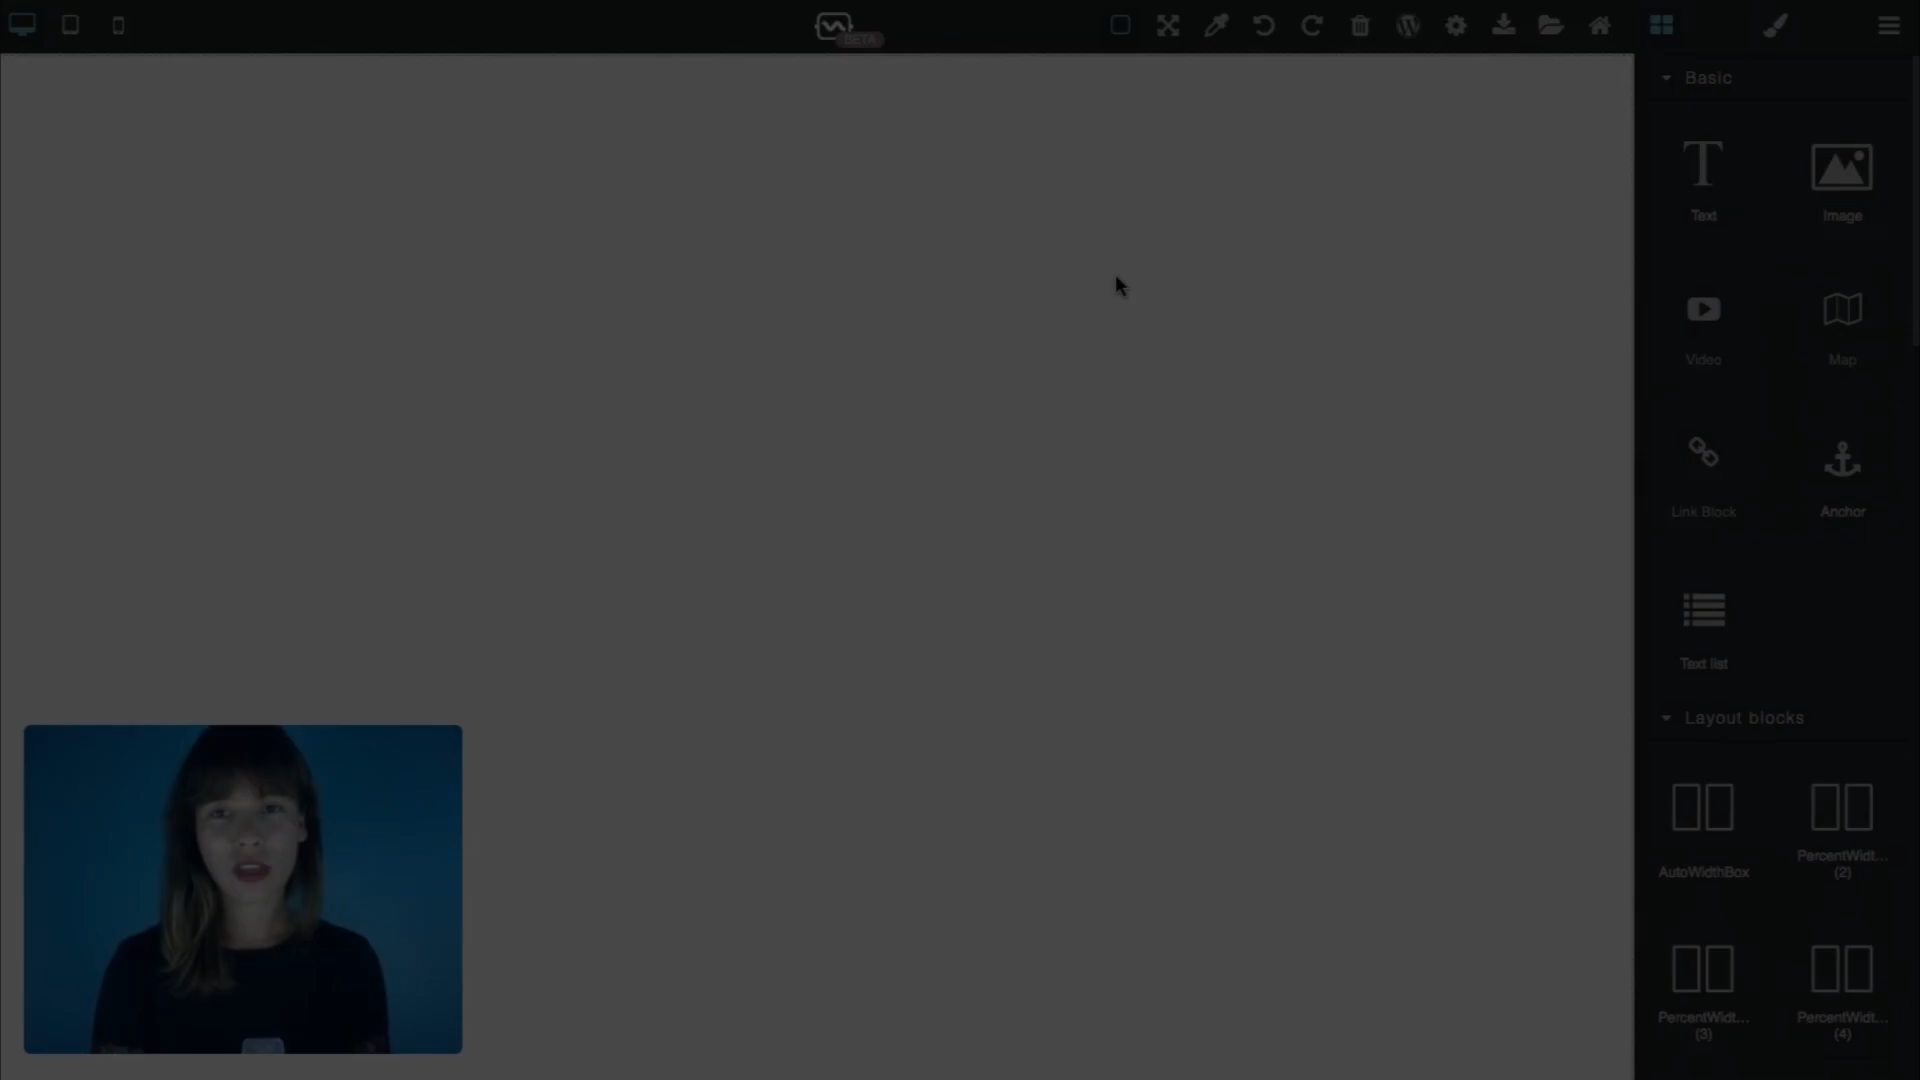 BETA
Basic
Text
Image
Video
Map
Link Block
Anchor
Text list
Layout blocks
AutoWidthBox
PercentWidt...
(2)
PercentWidt...
(3)
PercentWidt...
(4)